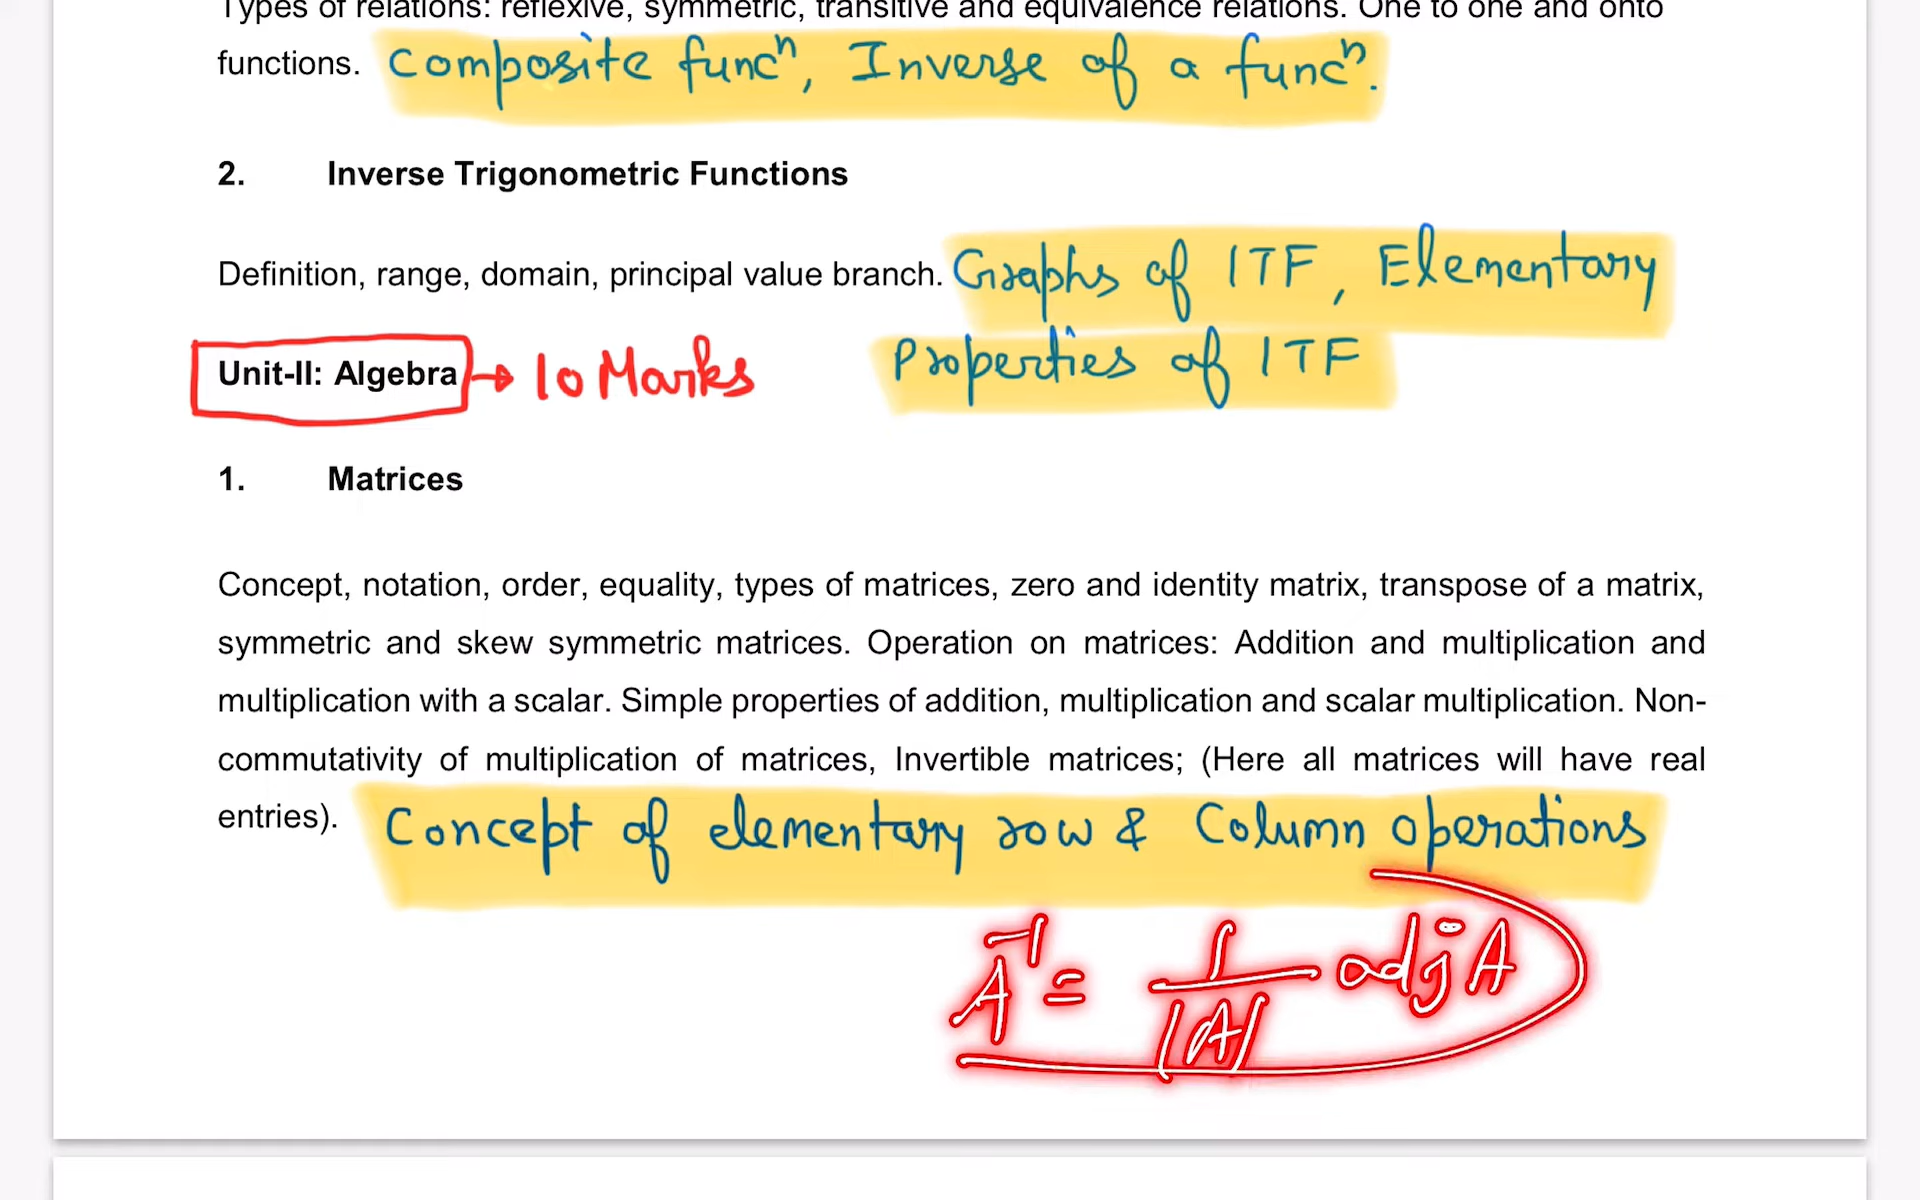 Types of relations: reflexive, symmetric, transitive and equivalence relations. One to one and onto
functions. Composite funcⁿ, Inverse of a funcⁿ.
2. Inverse Trigonometric Functions
Definition, range, domain, principal value branch. Graphs of ITF, Elementary
Properties of ITF
Unit-II: Algebra → 10 Marks
1. Matrices
Concept, notation, order, equality, types of matrices, zero and identity matrix, transpose of a matrix,
symmetric and skew symmetric matrices. Operation on matrices: Addition and multiplication and
multiplication with a scalar. Simple properties of addition, multiplication and scalar multiplication. Non-
commutativity of multiplication of matrices, Invertible matrices; (Here all matrices will have real
entries). Concept of elementary row & Column operations
A⁻¹ = 1/|A| adj A